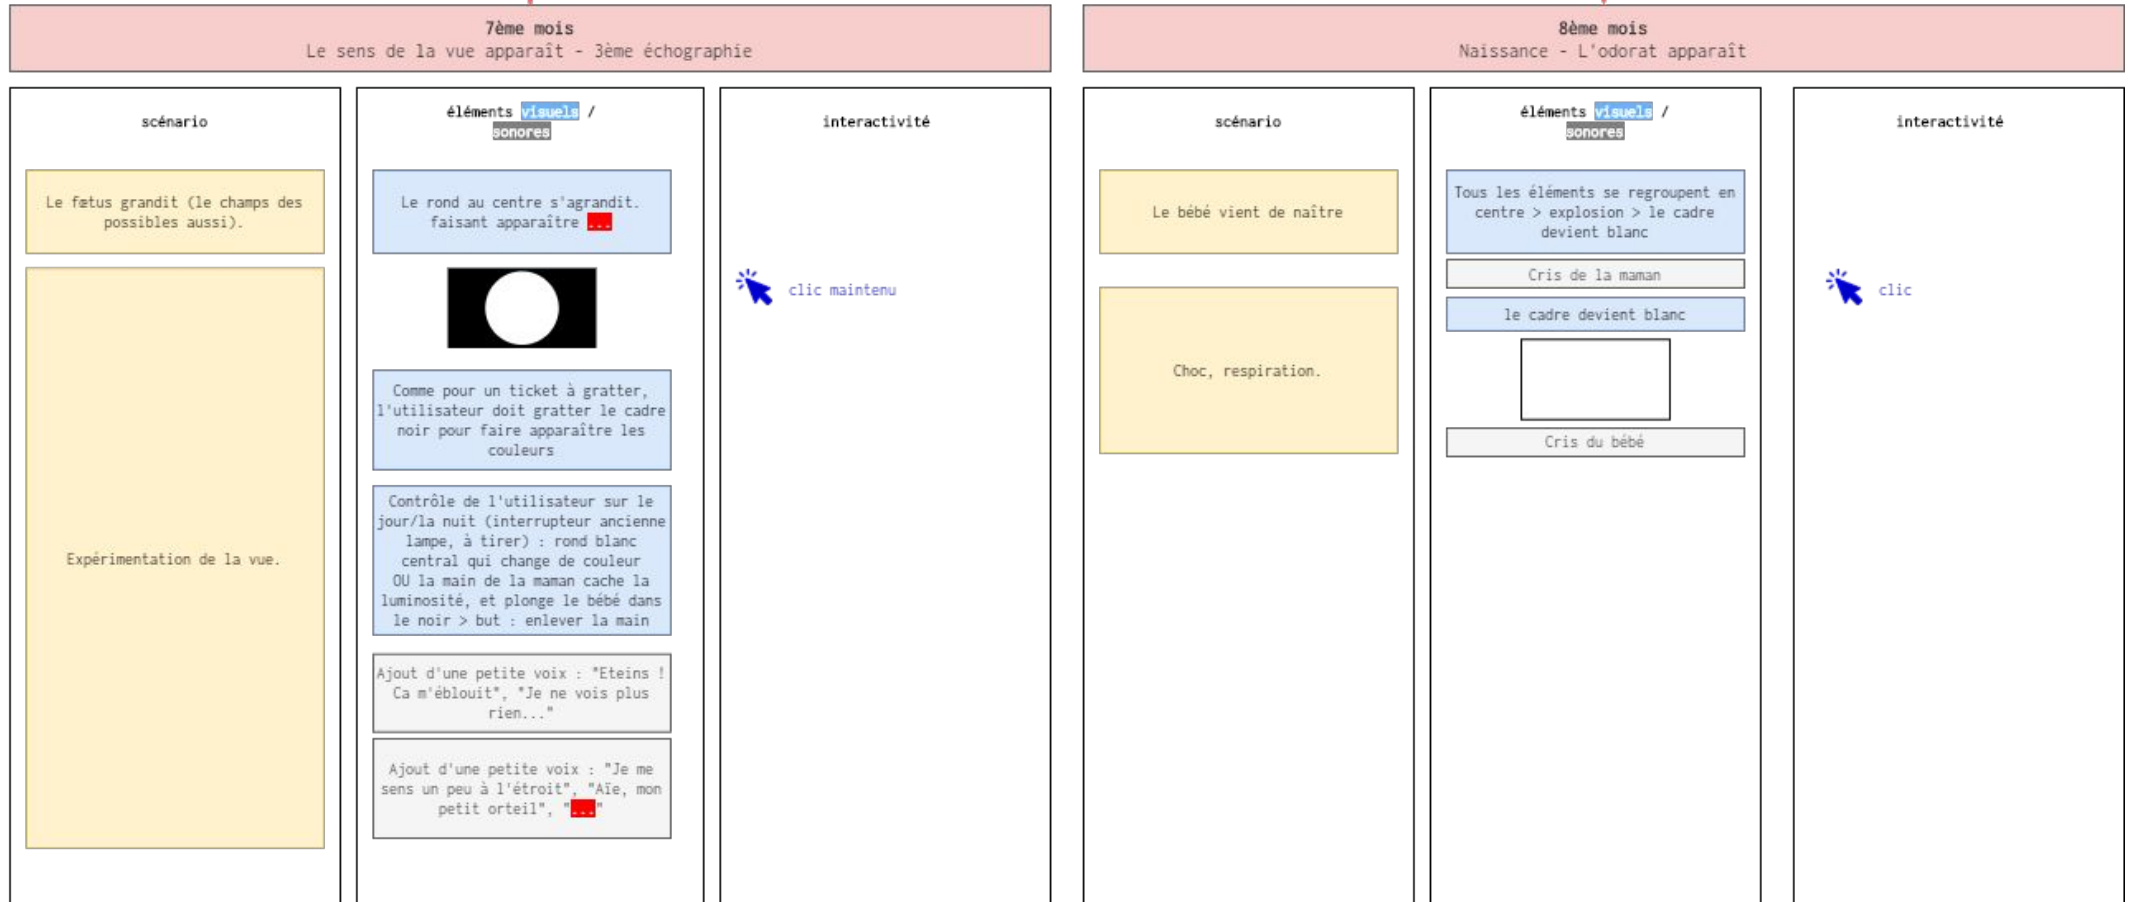 7ème mois
Le sens de la vue apparaît - 3ème échographie
scénario
Le fœtus grandit (le champs des
possibles aussi).
Expérimentation de la vue.
éléments visuels /
sonores
Le rond au centre s'agrandit.
faisant apparaître ...
Comme pour un ticket à gratter,
l'utilisateur doit gratter le cadre
noir pour faire apparaître les
couleurs
Contrôle de l'utilisateur sur le
jour/la nuit (interrupteur ancienne
lampe, à tirer) : rond blanc
central qui change de couleur
OU la main de la maman cache la
luminosité, et plonge le bébé dans
le noir > but : enlever la main
Ajout d'une petite voix : "Eteins !
Ca m'éblouit", "Je ne vois plus
rien..."
Ajout d'une petite voix : "Je me
sens un peu à l'étroit", "Aïe, mon
petit orteil", "..."
interactivité
clic maintenu
8ème mois
Naissance - L'odorat apparaît
scénario
Le bébé vient de naître
Choc, respiration.
éléments visuels /
sonores
Tous les éléments se regroupent en
centre > explosion > le cadre
devient blanc
Cris de la maman
le cadre devient blanc
Cris du bébé
interactivité
clic